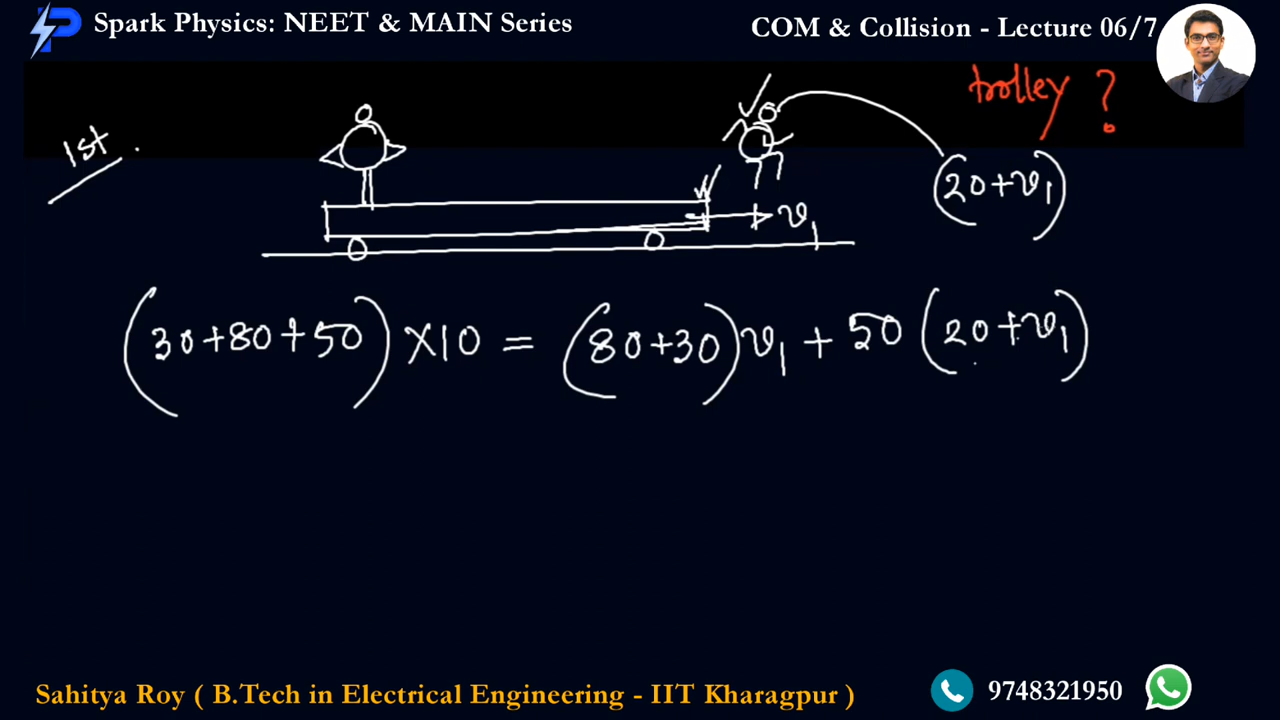 Spark Physics: NEET & MAIN Series
COM & Collision - Lecture 06/7
trolley ?
1st.
(20+v₁)
v₁
(30+80+50) ×10 = (80+30)v₁ + 50 (20+v₁)
Sahitya Roy ( B.Tech in Electrical Engineering - IIT Kharagpur )
9748321950